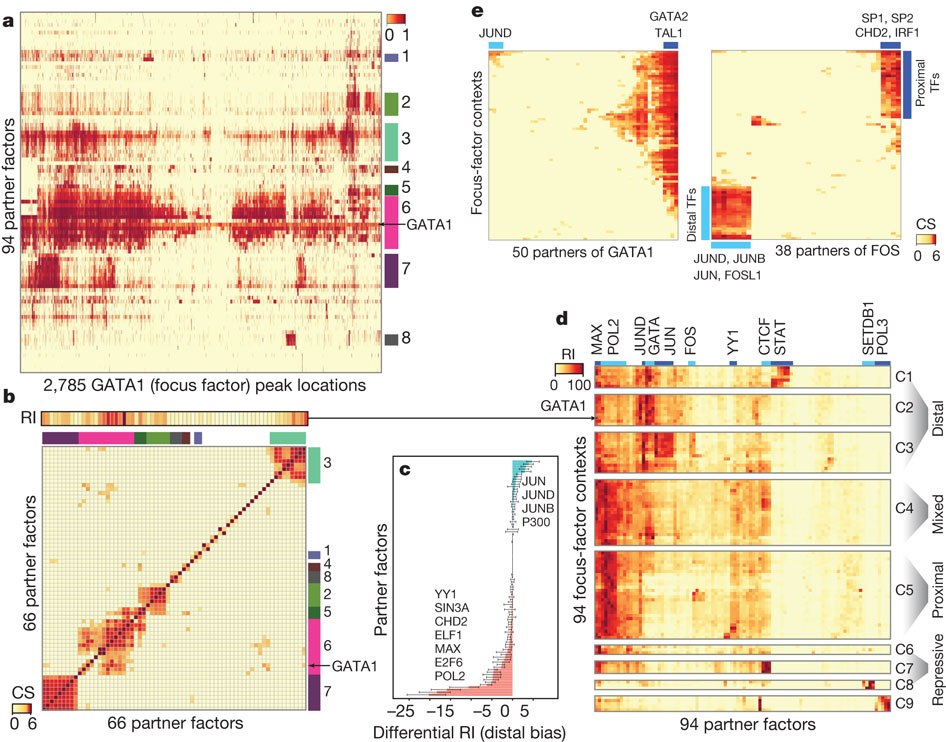 a
0 1
94 partner factors
1
2
3
4
5
6
GATA1
7
8
2,785 GATA1 (focus factor) peak locations
b
RI
66 partner factors
3
1
4
8
2
5
6
GATA1
7
CS
0 6
66 partner factors
c
Partner factors
JUN
JUND
JUNB
P300
YY1
SIN3A
CHD2
ELF1
MAX
E2F6
POL2
−25 −15 −5 0 5
Differential RI (distal bias)
d
RI
0 100
MAX
POL2
JUND
GATA
JUN
FOS
YY1
CTCF
STAT
SETDB1
POL3
GATA1
94 focus-factor contexts
C1
C2
C3
C4
C5
C6
C7
C8
C9
Distal
Mixed
Proximal
Repressive
94 partner factors
e
JUND
GATA2
TAL1
Focus-factor contexts
50 partners of GATA1
SP1, SP2
CHD2, IRF1
Proximal
TFs
Distal TFs
JUND, JUNB
JUN, FOSL1
38 partners of FOS
CS
0 6